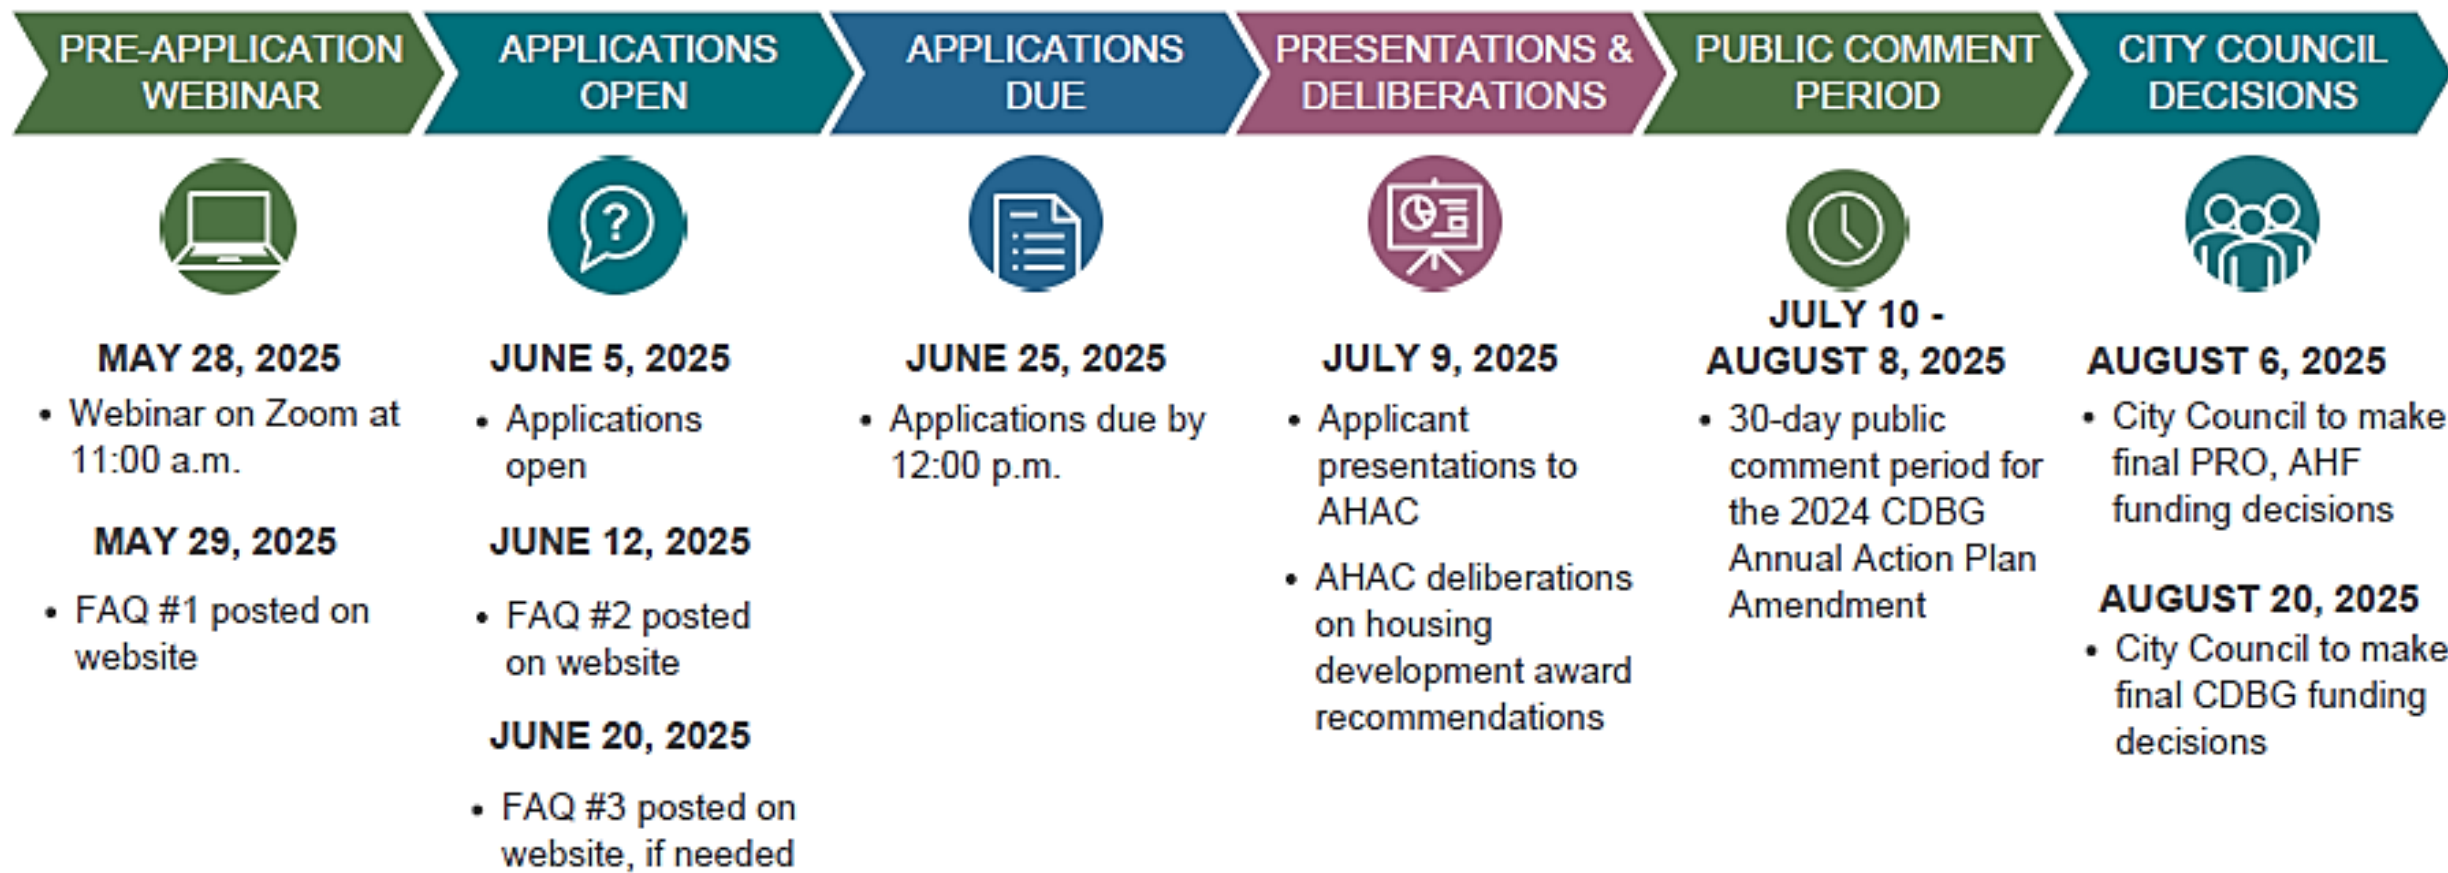 PRE-APPLICATION
WEBINAR
APPLICATIONS
OPEN
APPLICATIONS
DUE
PRESENTATIONS &
DELIBERATIONS
PUBLIC COMMENT
PERIOD
CITY COUNCIL
DECISIONS
MAY 28, 2025
• Webinar on Zoom at
11:00 a.m.
MAY 29, 2025
• FAQ #1 posted on
website
?
JUNE 5, 2025
• Applications
open
JUNE 12, 2025
• FAQ #2 posted
on website
JUNE 20, 2025
• FAQ #3 posted on
website, if needed
JUNE 25, 2025
• Applications due by
12:00 p.m.
JULY 9, 2025
• Applicant
presentations to
AHAC
• AHAC deliberations
on housing
development award
recommendations
JULY 10 -
AUGUST 8, 2025
• 30-day public
comment period for
the 2024 CDBG
Annual Action Plan
Amendment
AUGUST 6, 2025
• City Council to make
final PRO, AHF
funding decisions
AUGUST 20, 2025
• City Council to make
final CDBG funding
decisions